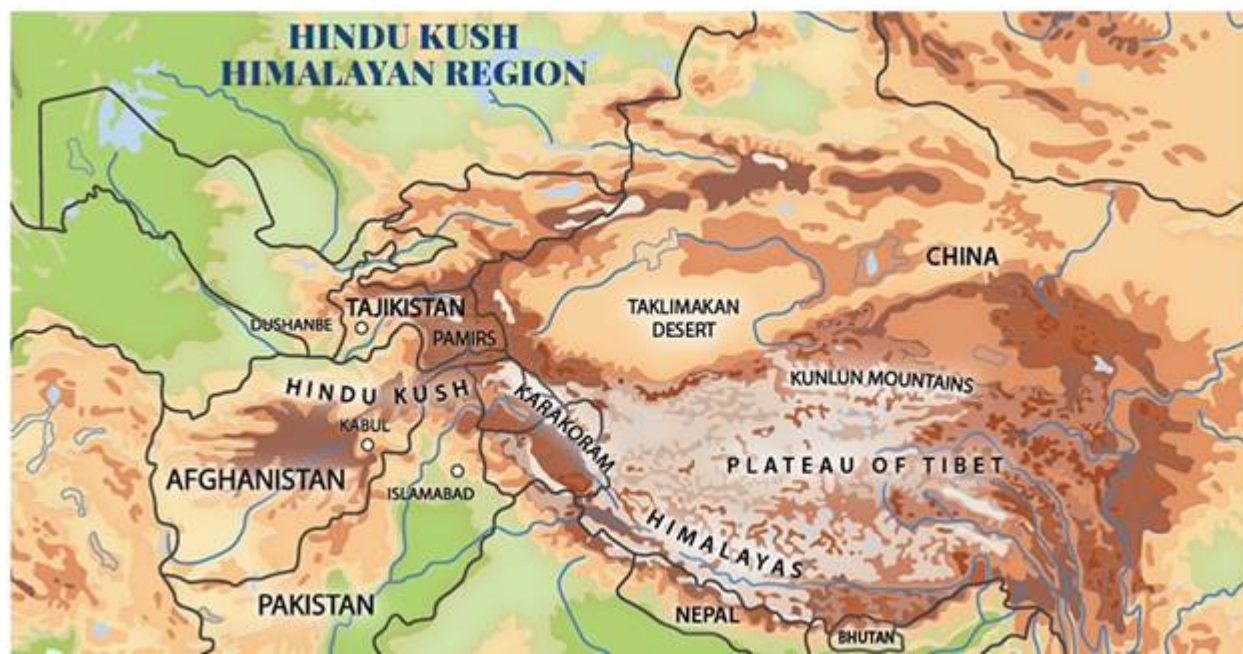 HINDU KUSH
HIMALAYAN REGION
CHINA
TAJIKISTAN
TAKLIMAKAN
DESERT
DUSHANBE
PAMIRS
KUNLUN MOUNTAINS
HINDU KUSH
KARAKORAM
KABUL
PLATEAU OF TIBET
AFGHANISTAN
ISLAMABAD
HIMALAYAS
PAKISTAN
NEPAL
BHUTAN